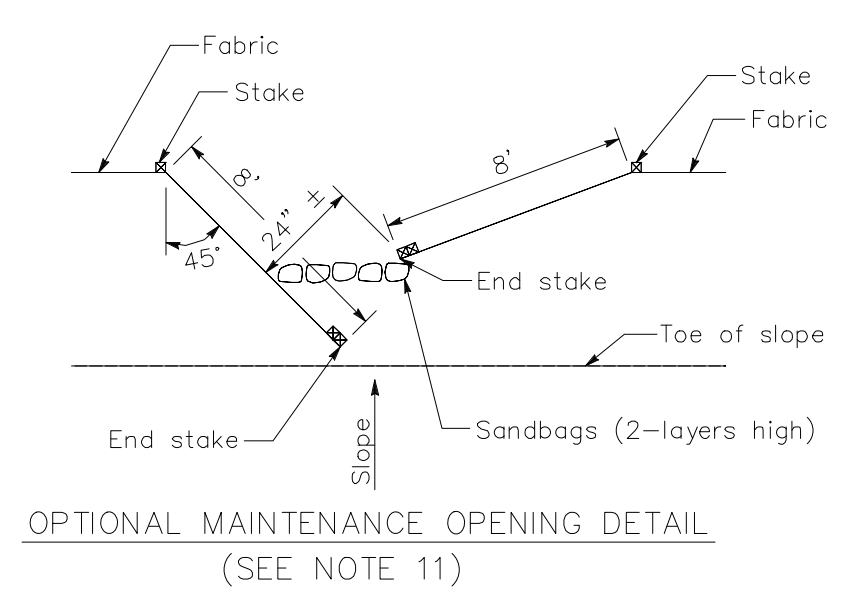 Fabric
Stake
Stake
Fabric
8'
8'
24" ±
45°
End stake
Toe of slope
End stake
Sandbags (2-layers high)
Slope
OPTIONAL MAINTENANCE OPENING DETAIL
(SEE NOTE 11)